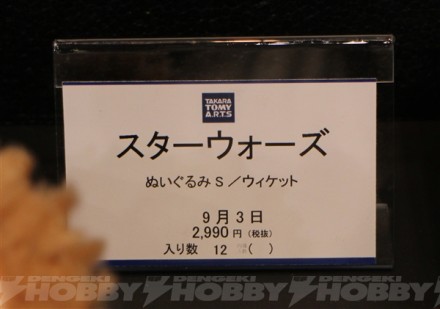 TAKARA
TOMY
A.R.T.S
スターウォーズ
ぬいぐるみS／ウィケット
9月3日
2,990円（税抜）
入り数 12 ( )
DENGEKI
HOBBY
DENGEKI
HOBBY
DENGEKI
HOBBY